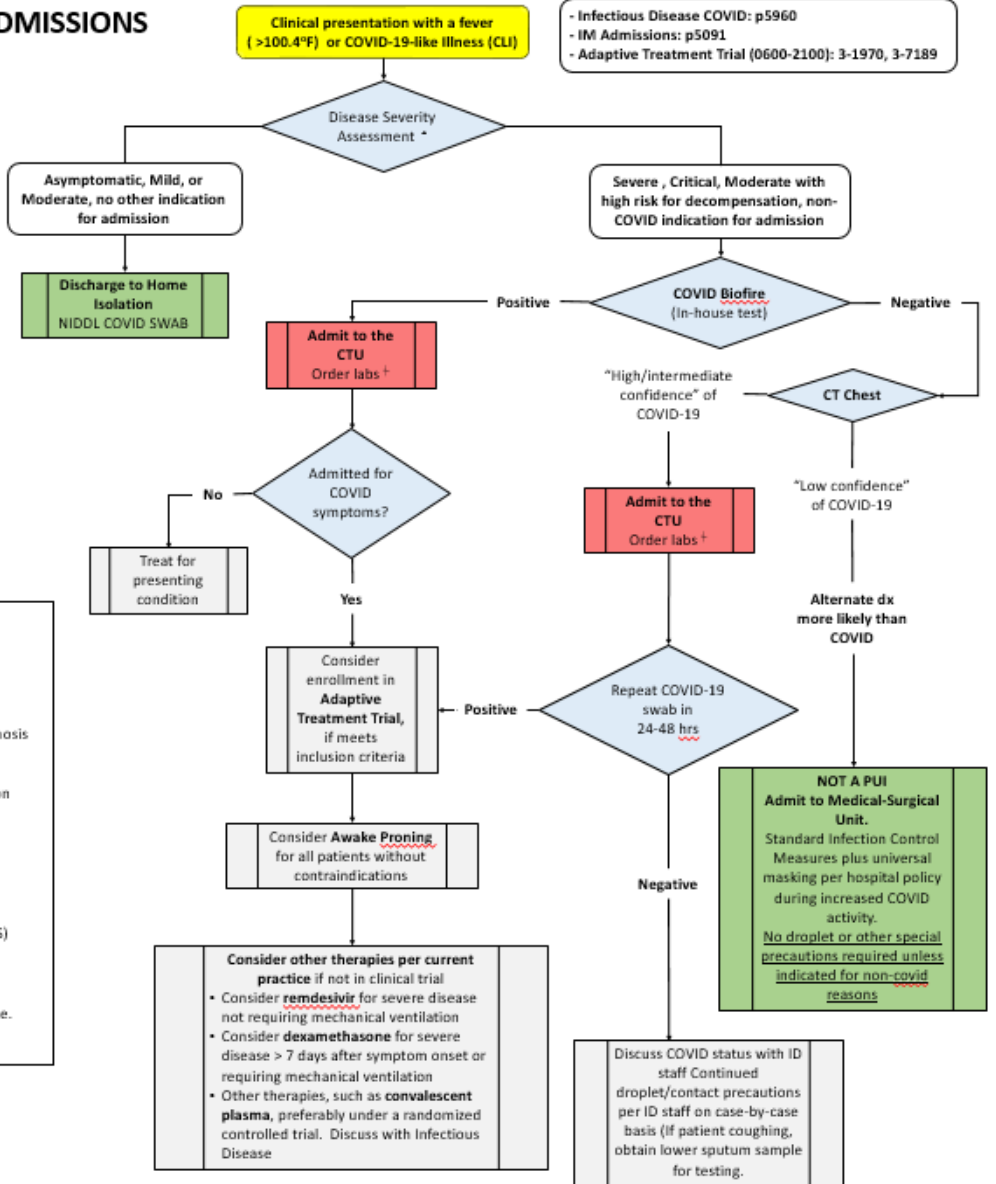 DMISSIONS
Clinical presentation with a fever
( >100.4°F) or COVID-19-like Illness (CLI)
- Infectious Disease COVID: p5960
- IM Admissions: p5091
- Adaptive Treatment Trial (0600-2100): 3-1970, 3-7189
Disease Severity
Assessment *
Asymptomatic, Mild, or
Moderate, no other indication
for admission
Severe , Critical, Moderate with
high risk for decompensation, non-
COVID indication for admission
Discharge to Home
Isolation
NIDDL COVID SWAB
Positive
COVID Biofire
(In-house test)
Negative
Admit to the
CTU
Order labs ⸸
"High/intermediate
confidence" of
COVID-19
CT Chest
Admitted for
COVID
symptoms?
No
"Low confidence"
of COVID-19
Admit to the
CTU
Order labs ⸸
Treat for
presenting
condition
Yes
Alternate dx
more likely than
COVID
Consider
enrollment in
Adaptive
Treatment Trial,
if meets
inclusion criteria
Positive
Repeat COVID-19
swab in
24-48 hrs
nosis
on
NOT A PUI
Admit to Medical-Surgical
Unit.
Standard Infection Control
Measures plus universal
masking per hospital policy
during increased COVID
activity.
No droplet or other special
precautions required unless
indicated for non-covid
reasons
Consider Awake Proning
for all patients without
contraindications
Negative
S)
e.
Consider other therapies per current
practice if not in clinical trial
• Consider remdesivir for severe disease
not requiring mechanical ventilation
• Consider dexamethasone for severe
disease > 7 days after symptom onset or
requiring mechanical ventilation
• Other therapies, such as convalescent
plasma, preferably under a randomized
controlled trial. Discuss with Infectious
Disease
Discuss COVID status with ID
staff Continued
droplet/contact precautions
per ID staff on case-by-case
basis (If patient coughing,
obtain lower sputum sample
for testing.